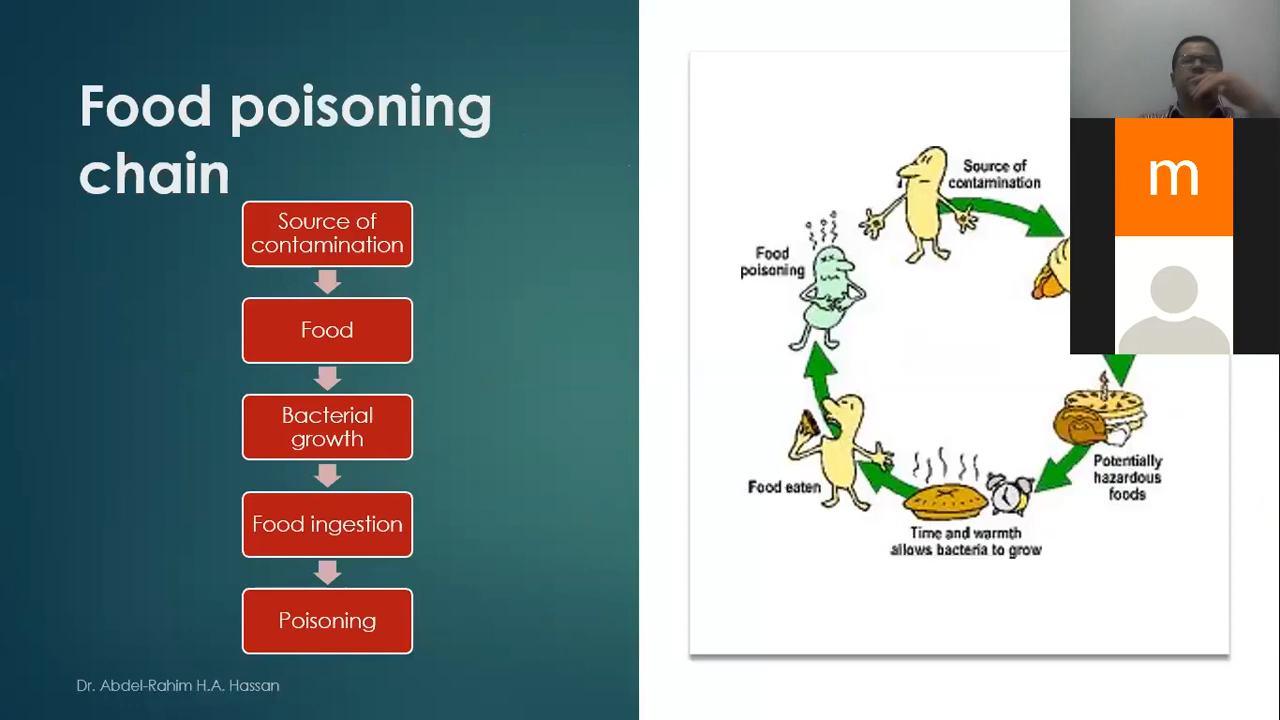 Food poisoning
chain
Source of
contamination
Food
Bacterial
growth
Food ingestion
Poisoning
Dr. Abdel-Rahim H.A. Hassan
Source of
contamination
Food
poisoning
Potentially
hazardous
foods
Food eaten
Time and warmth
allows bacteria to grow
m